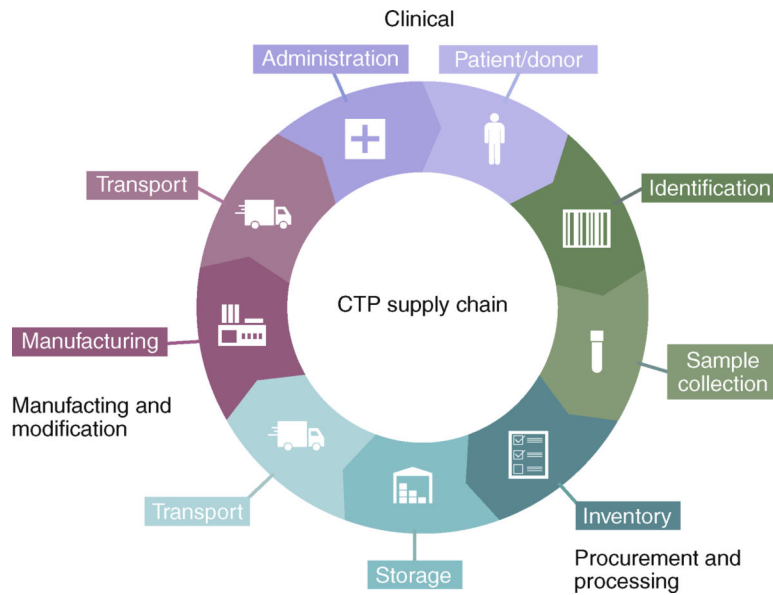 Clinical
Administration
Patient/donor
Transport
Identification
CTP supply chain
Manufacturing
Sample
collection
Manufacting and
modification
Transport
Inventory
Storage
Procurement and
processing